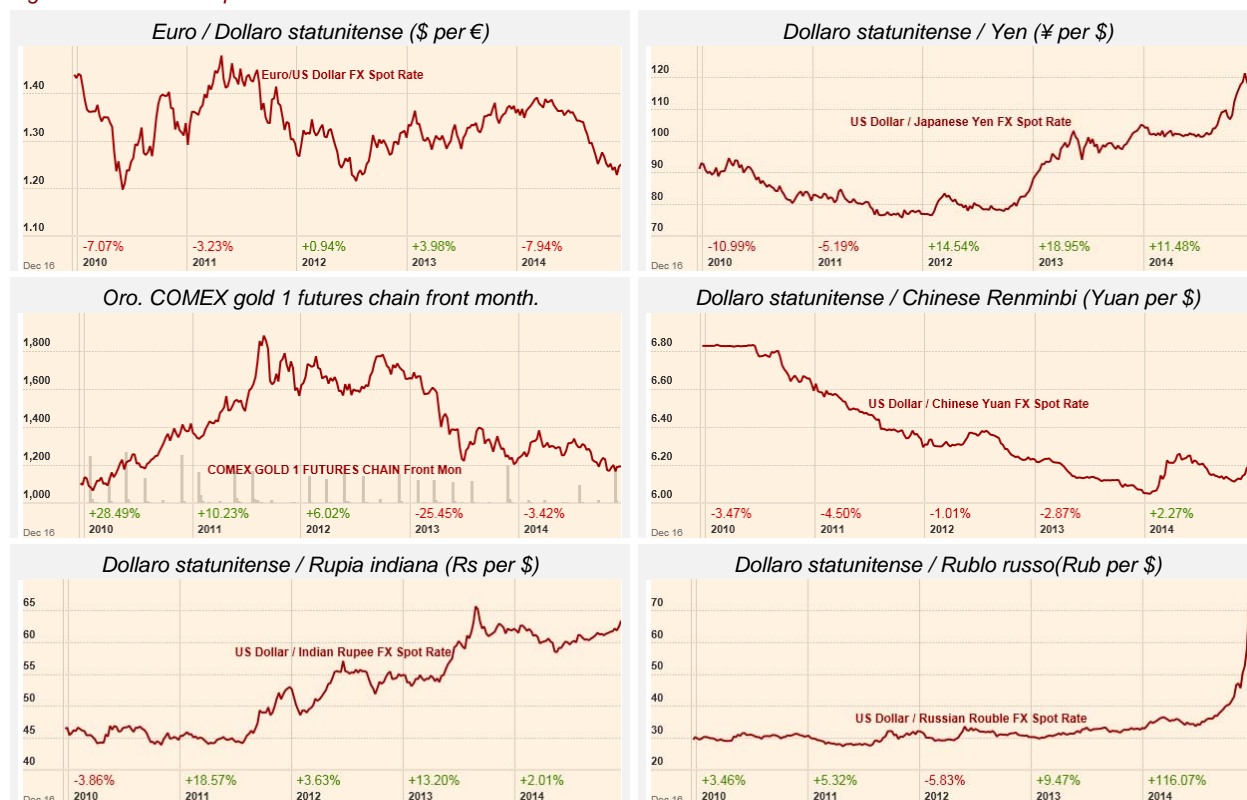 Euro / Dollaro statunitense ($ per €)
Euro/US Dollar FX Spot Rate
1.40
1.30
1.20
1.10
-7.07% -3.23% +0.94% +3.98% -7.94%
Dec 16 2010 2011 2012 2013 2014
Dollaro statunitense / Yen (¥ per $)
120
110
US Dollar / Japanese Yen FX Spot Rate
100
90
80
70
-10.99% -5.19% +14.54% +18.95% +11.48%
Dec 16 2010 2011 2012 2013 2014
Oro. COMEX gold 1 futures chain front month.
1,800
1,600
1,400
1,200
COMEX GOLD 1 FUTURES CHAIN Front Mon
1,000
+28.49% +10.23% +6.02% -25.45% -3.42%
Dec 16 2010 2011 2012 2013 2014
Dollaro statunitense / Chinese Renminbi (Yuan per $)
6.80
6.60
US Dollar / Chinese Yuan FX Spot Rate
6.40
6.20
6.00
-3.47% -4.50% -1.01% -2.87% +2.27%
Dec 16 2010 2011 2012 2013 2014
Dollaro statunitense / Rupia indiana (Rs per $)
65
60
US Dollar / Indian Rupee FX Spot Rate
55
50
45
40
-3.86% +18.57% +3.63% +13.20% +2.01%
Dec 16 2010 2011 2012 2013 2014
Dollaro statunitense / Rublo russo(Rub per $)
70
60
50
40
US Dollar / Russian Rouble FX Spot Rate
30
20
+3.46% +5.32% -5.83% +9.47% +116.07%
Dec 16 2010 2011 2012 2013 2014